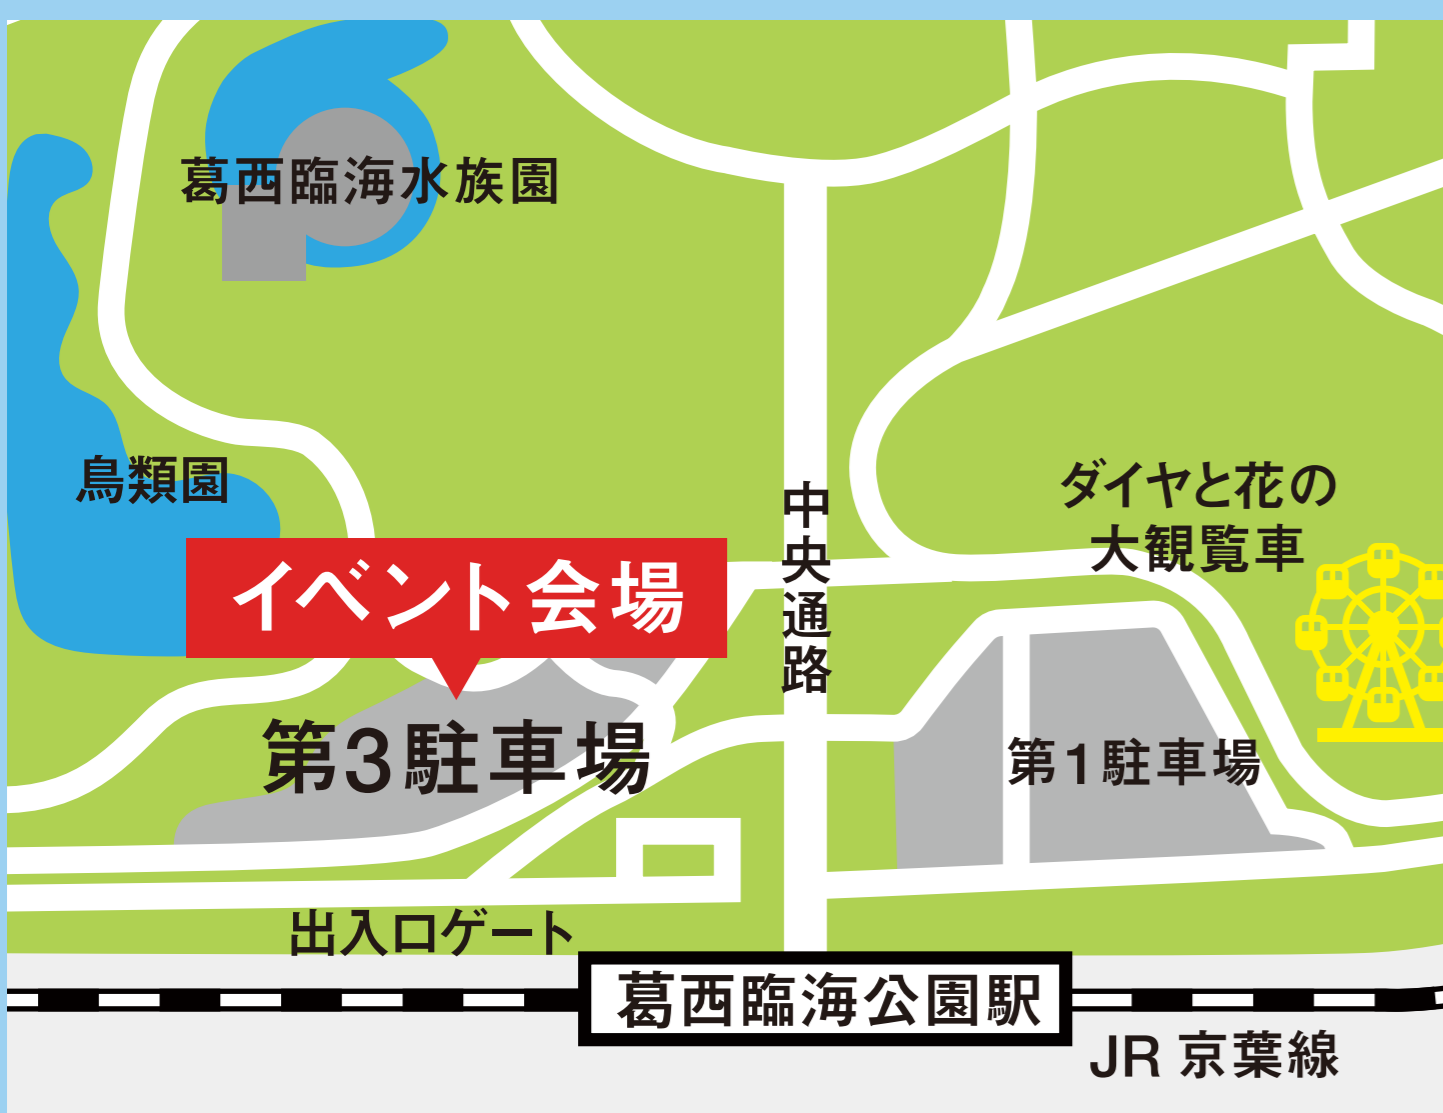 葛西臨海水族園
鳥類園
ダイヤと花の
大観覧車
中央通路
イベント会場
第3駐車場
第1駐車場
出入口ゲート
葛西臨海公園駅
JR 京葉線